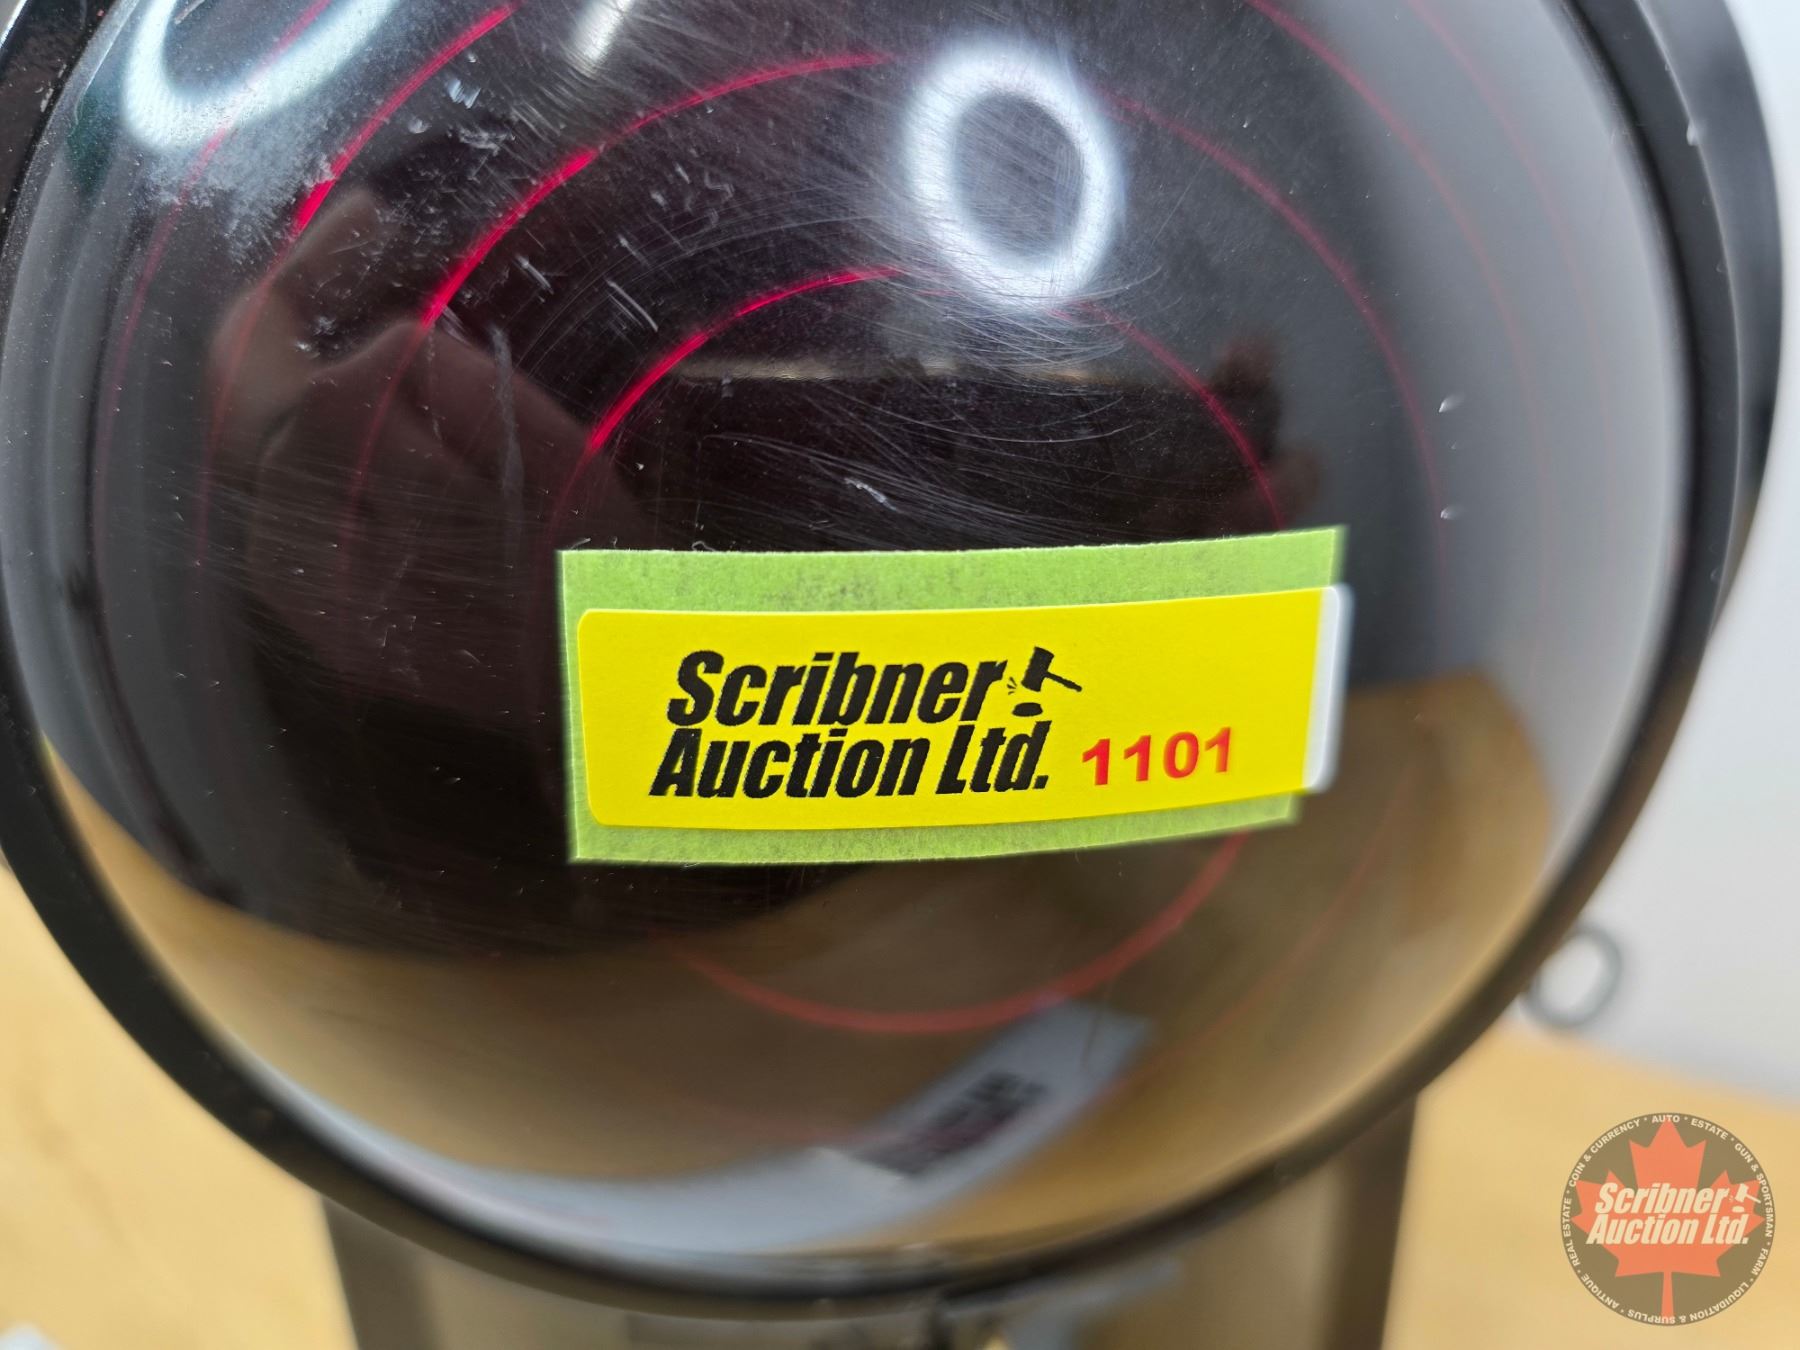 Scribner
Auction Ltd. 1101
Scribner
Auction Ltd.
REAL ESTATE • COIN & CURRENCY • AUTO • ESTATE • GUN & SPORTSMAN • FARM • LIQUIDATION & SURPLUS • ANTIQUE •